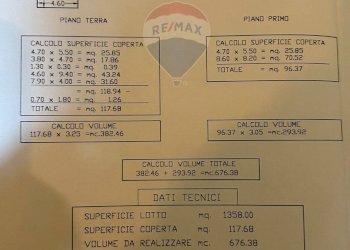 4.60
RE/MAX
PIANO TERRA
PIANO PRIMO
CALCOLO SUPERFICIE COPERTA
4.70 x 5.50 = mq. 25.85
3.80 x 4.70 = mq. 17.86
1.30 x 0.30 = mq. 0.39
4.60 x 9.40 = mq. 43.24
7.90 x 4.00 = mq. 31.60
= mq. 118.94 -
0.70 x 1.80 = mq. 1.26
TOTALE = mq. 117.68
CALCOLO SUPERFICIE COPERTA
4.70 x 5.50 = mq. 25.85
8.60 x 8.20 = mq. 70.52
TOTALE = mq. 96.37
CALCOLO VOLUME
117.68 x 3.25 =mc.382.46
CALCOLO VOLUME
96.37 x 3.05 =mc.293.92
CALCOLO VOLUME TOTALE
382.46 + 293.92 =mc.676.38
DATI TECNICI
SUPERFICIE LOTTO mq. 1358.00
SUPERFICIE COPERTA mq. 117.68
VOLUME DA REALIZZARE mc. 676.38